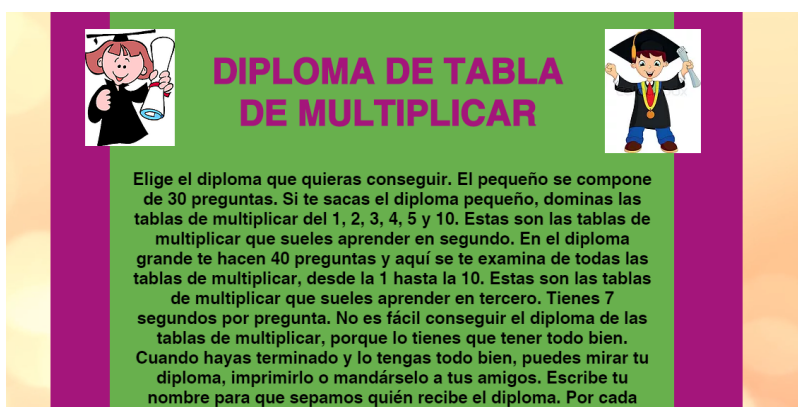 DIPLOMA DE TABLA
DE MULTIPLICAR
Elige el diploma que quieras conseguir. El pequeño se compone
de 30 preguntas. Si te sacas el diploma pequeño, dominas las
tablas de multiplicar del 1, 2, 3, 4, 5 y 10. Estas son las tablas de
multiplicar que sueles aprender en segundo. En el diploma
grande te hacen 40 preguntas y aquí se te examina de todas las
tablas de multiplicar, desde la 1 hasta la 10. Estas son las tablas
de multiplicar que sueles aprender en tercero. Tienes 7
segundos por pregunta. No es fácil conseguir el diploma de las
tablas de multiplicar, porque lo tienes que tener todo bien.
Cuando hayas terminado y lo tengas todo bien, puedes mirar tu
diploma, imprimirlo o mandárselo a tus amigos. Escribe tu
nombre para que sepamos quién recibe el diploma. Por cada